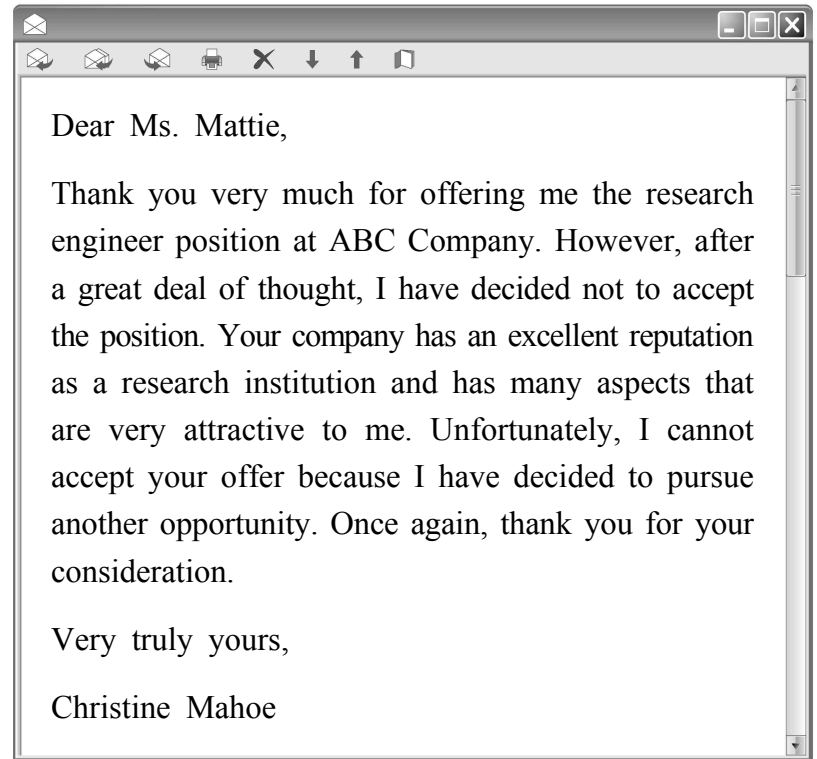 Dear Ms. Mattie,
Thank you very much for offering me the research
engineer position at ABC Company. However, after
a great deal of thought, I have decided not to accept
the position. Your company has an excellent reputation
as a research institution and has many aspects that
are very attractive to me. Unfortunately, I cannot
accept your offer because I have decided to pursue
another opportunity. Once again, thank you for your
consideration.
Very truly yours,
Christine Mahoe